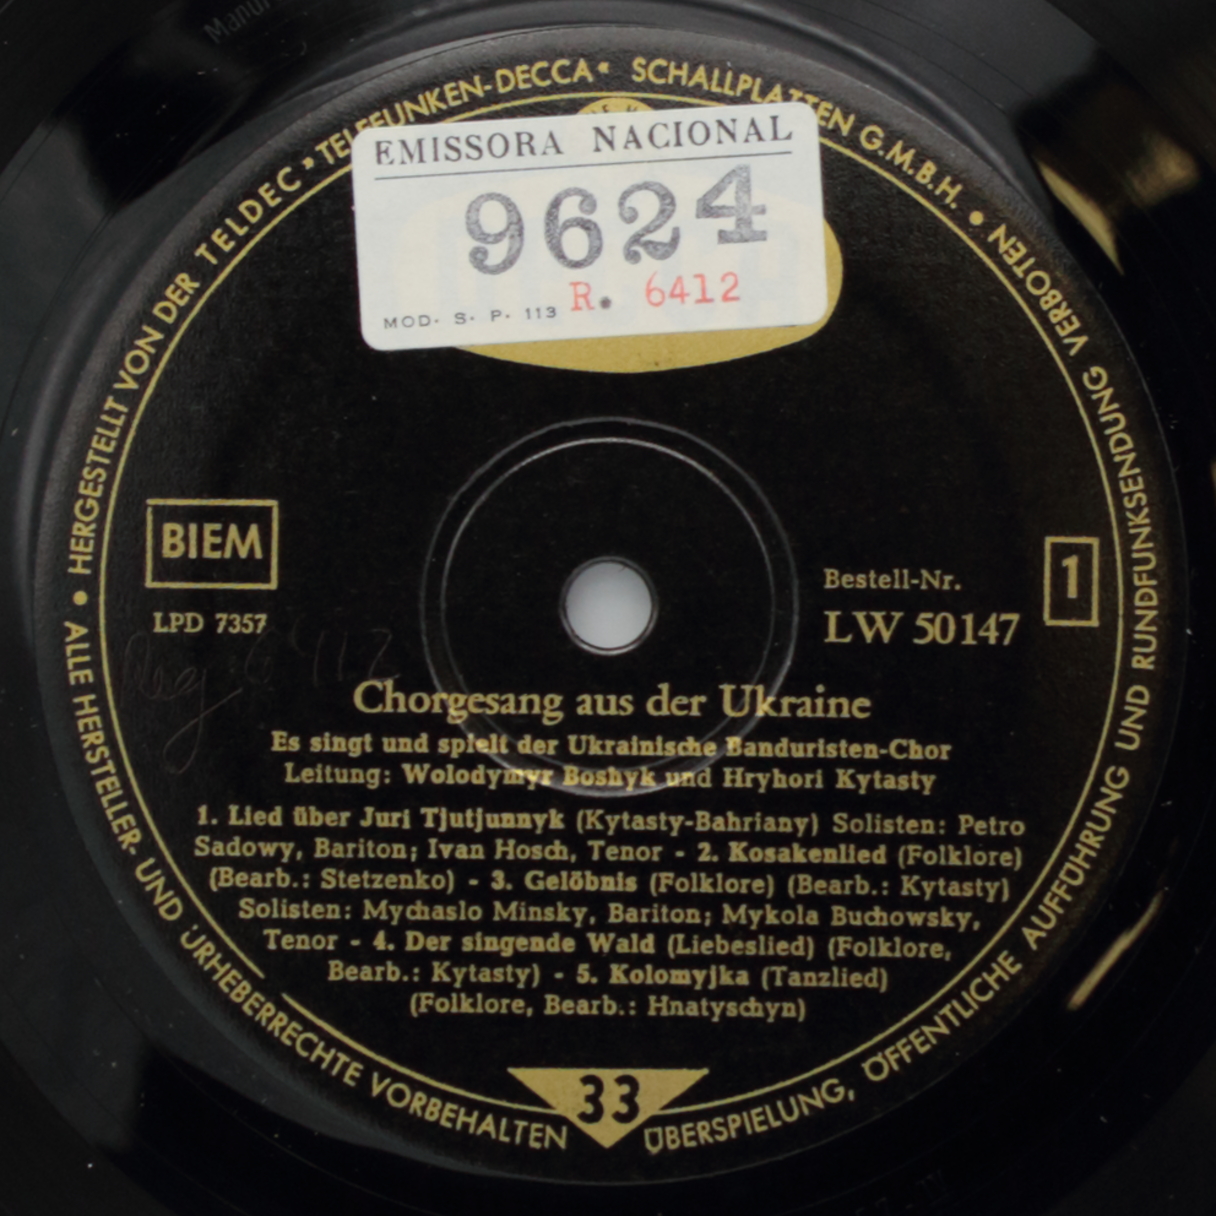 HERGESTELLT VON DER TELDEC »TELEFUNKEN-DECCA« SCHALLPLATTEN G.M.B.H. •
ALLE HERSTELLER- UND URHEBERRECHTE VORBEHALTEN
ÜBERSPIELUNG, ÖFFENTLICHE AUFFÜHRUNG UND RUNDFUNKSENDUNG VERBOTEN
EMISSORA NACIONAL
9624
R. 6412
MOD. S. P. 113
BIEM
LPD 7357
Bestell-Nr.
LW 50147
1
Chorgesang aus der Ukraine
Es singt und spielt der Ukrainische Banduristen-Chor
Leitung: Wolodymyr Boshyk und Hryhori Kytasty
1. Lied über Juri Tjutjunnyk (Kytasty-Bahriany) Solisten: Petro
Sadowy, Bariton; Ivan Hosch, Tenor - 2. Kosakenlied (Folklore)
(Bearb.: Stetzenko) - 3. Gelöbnis (Folklore) (Bearb.: Kytasty)
Solisten: Mychaslo Minsky, Bariton; Mykola Buchowsky,
Tenor - 4. Der singende Wald (Liebeslied) (Folklore,
Bearb.: Kytasty) - 5. Kolomyjka (Tanzlied)
(Folklore, Bearb.: Hnatyschyn)
33